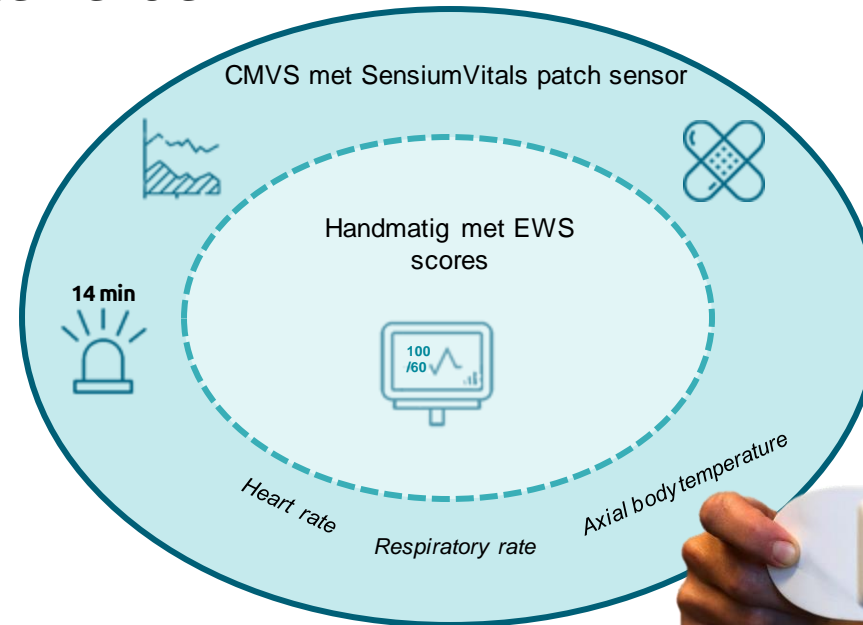 CMVS met SensiumVitals patch sensor
Handmatig met EWS
scores
14 min
100
/60
Heart rate
Respiratory rate
Axial body temperature